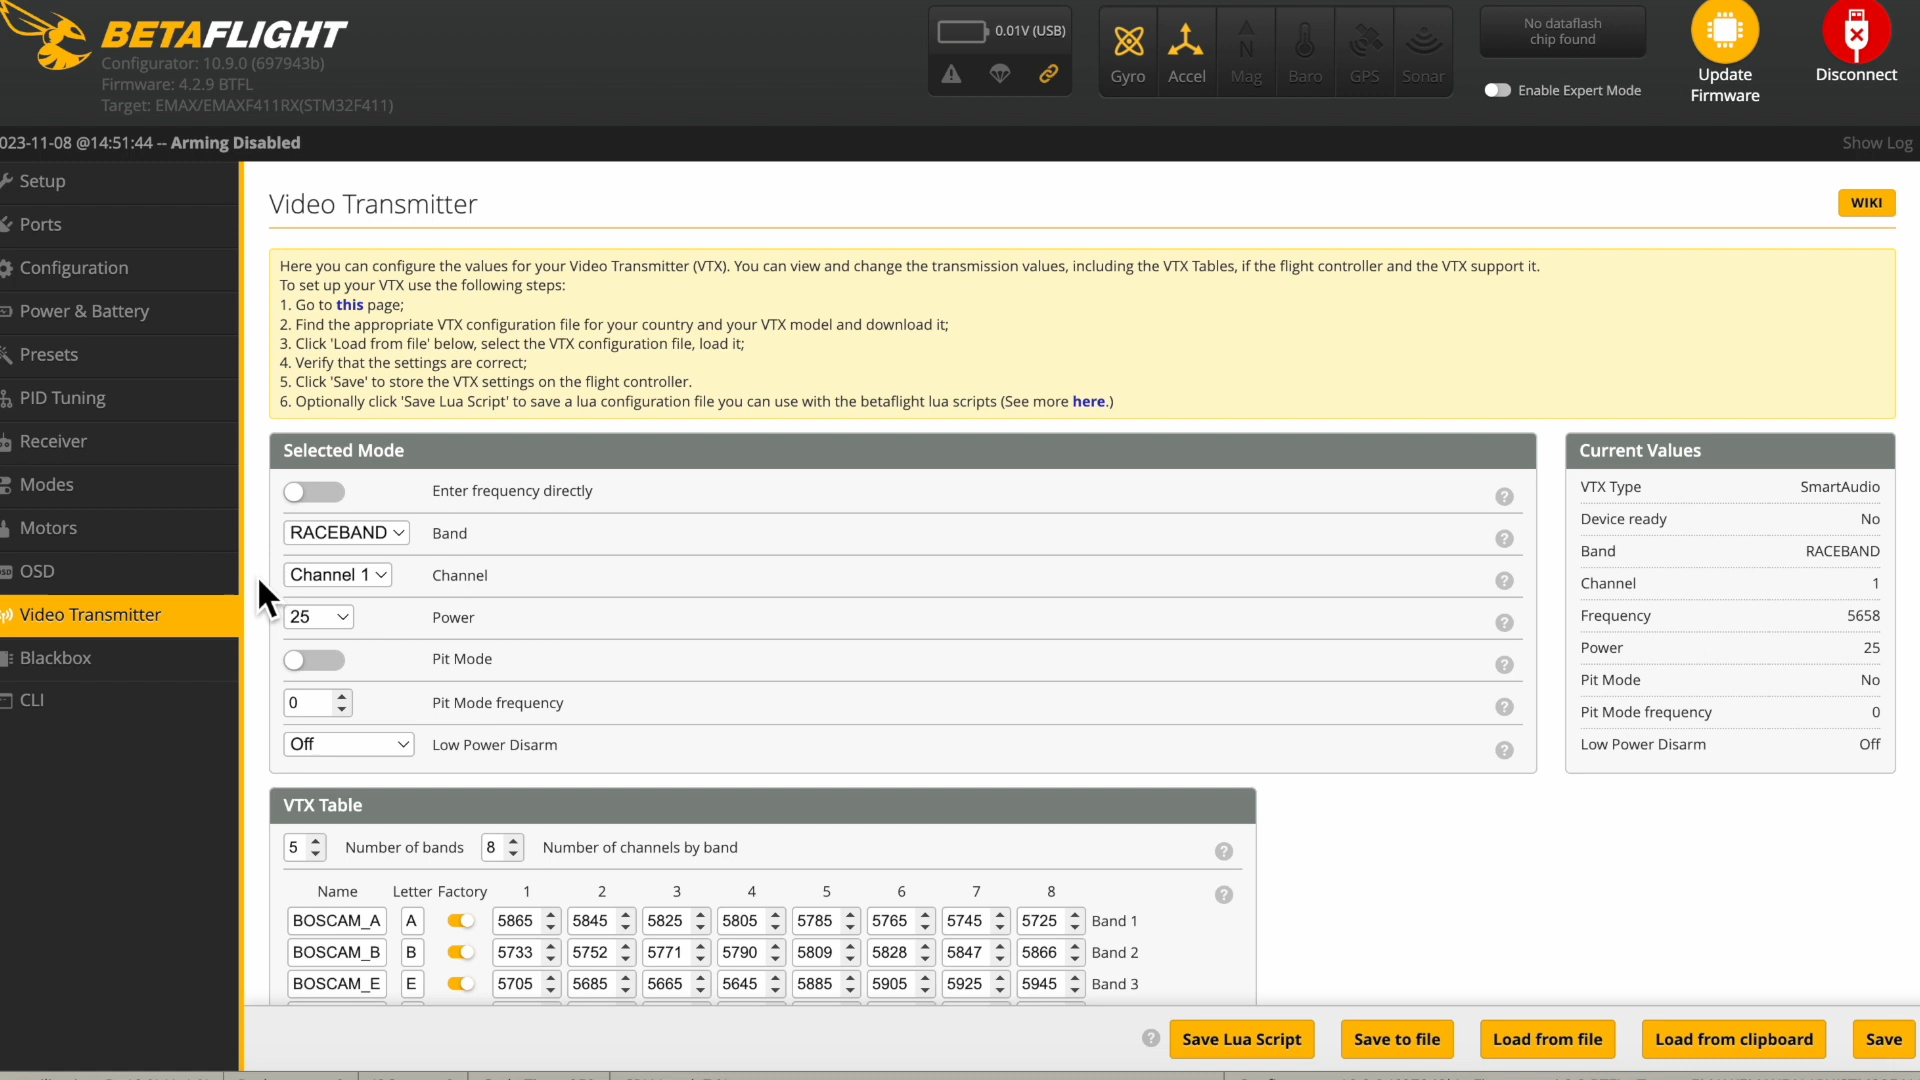 BETAFLIGHT
Configurator: 10.9.0 (697943b)
Firmware: 4.2.9 BTFL
Target: EMAX/EMAXF411RX(STM32F411)
0.01V (USB)
Gyro
Accel
Mag
Baro
GPS
Sonar
No dataflash
chip found
Enable Expert Mode
Update
Firmware
Disconnect
023-11-08 @14:51:44 -- Arming Disabled
Show Log
Setup
Ports
Configuration
Power & Battery
Presets
PID Tuning
Receiver
Modes
Motors
OSD
Video Transmitter
Blackbox
CLI
Video Transmitter
WIKI
Here you can configure the values for your Video Transmitter (VTX). You can view and change the transmission values, including the VTX Tables, if the flight controller and the VTX support it.
To set up your VTX use the following steps:
1. Go to this page;
2. Find the appropriate VTX configuration file for your country and your VTX model and download it;
3. Click 'Load from file' below, select the VTX configuration file, load it;
4. Verify that the settings are correct;
5. Click 'Save' to store the VTX settings on the flight controller.
6. Optionally click 'Save Lua Script' to save a lua configuration file you can use with the betaflight lua scripts (See more here.)
Selected Mode
Enter frequency directly ?
RACEBAND Band ?
Channel 1 Channel ?
25 Power ?
Pit Mode ?
0 Pit Mode frequency ?
Off Low Power Disarm ?
Current Values
VTX Type SmartAudio
Device ready No
Band RACEBAND
Channel 1
Frequency 5658
Power 25
Pit Mode No
Pit Mode frequency 0
Low Power Disarm Off
VTX Table
5 Number of bands 8 Number of channels by band ?
Name Letter Factory 1 2 3 4 5 6 7 8 ?
BOSCAM_A A 5865 5845 5825 5805 5785 5765 5745 5725 Band 1
BOSCAM_B B 5733 5752 5771 5790 5809 5828 5847 5866 Band 2
BOSCAM_E E 5705 5685 5665 5645 5885 5905 5925 5945 Band 3
? Save Lua Script Save to file Load from file Load from clipboard Save